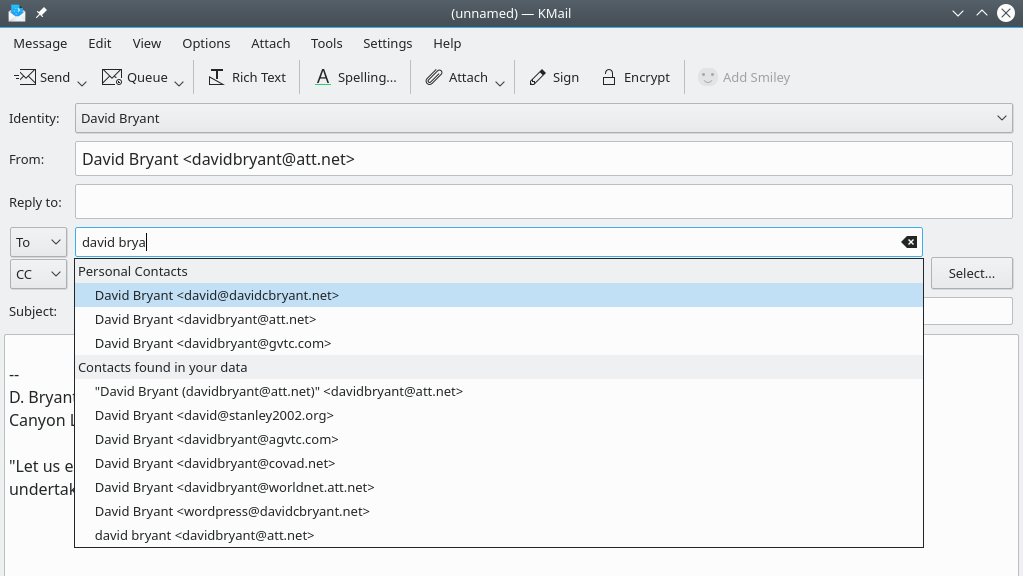 (unnamed) — KMail
Message Edit View Options Attach Tools Settings Help
Send Queue Rich Text Spelling... Attach Sign Encrypt Add Smiley
Identity: David Bryant
From: David Bryant <davidbryant@att.net>
Reply to:
To david brya
CC Select...
Personal Contacts
David Bryant <david@davidcbryant.net>
Subject:
David Bryant <davidbryant@att.net>
David Bryant <davidbryant@gvtc.com>
Contacts found in your data
"David Bryant (davidbryant@att.net)" <davidbryant@att.net>
David Bryant <david@stanley2002.org>
David Bryant <davidbryant@agvtc.com>
David Bryant <davidbryant@covad.net>
David Bryant <davidbryant@worldnet.att.net>
David Bryant <wordpress@davidcbryant.net>
david bryant <davidbryant@att.net>
--
D. Bryant
Canyon L
"Let us e
undertak